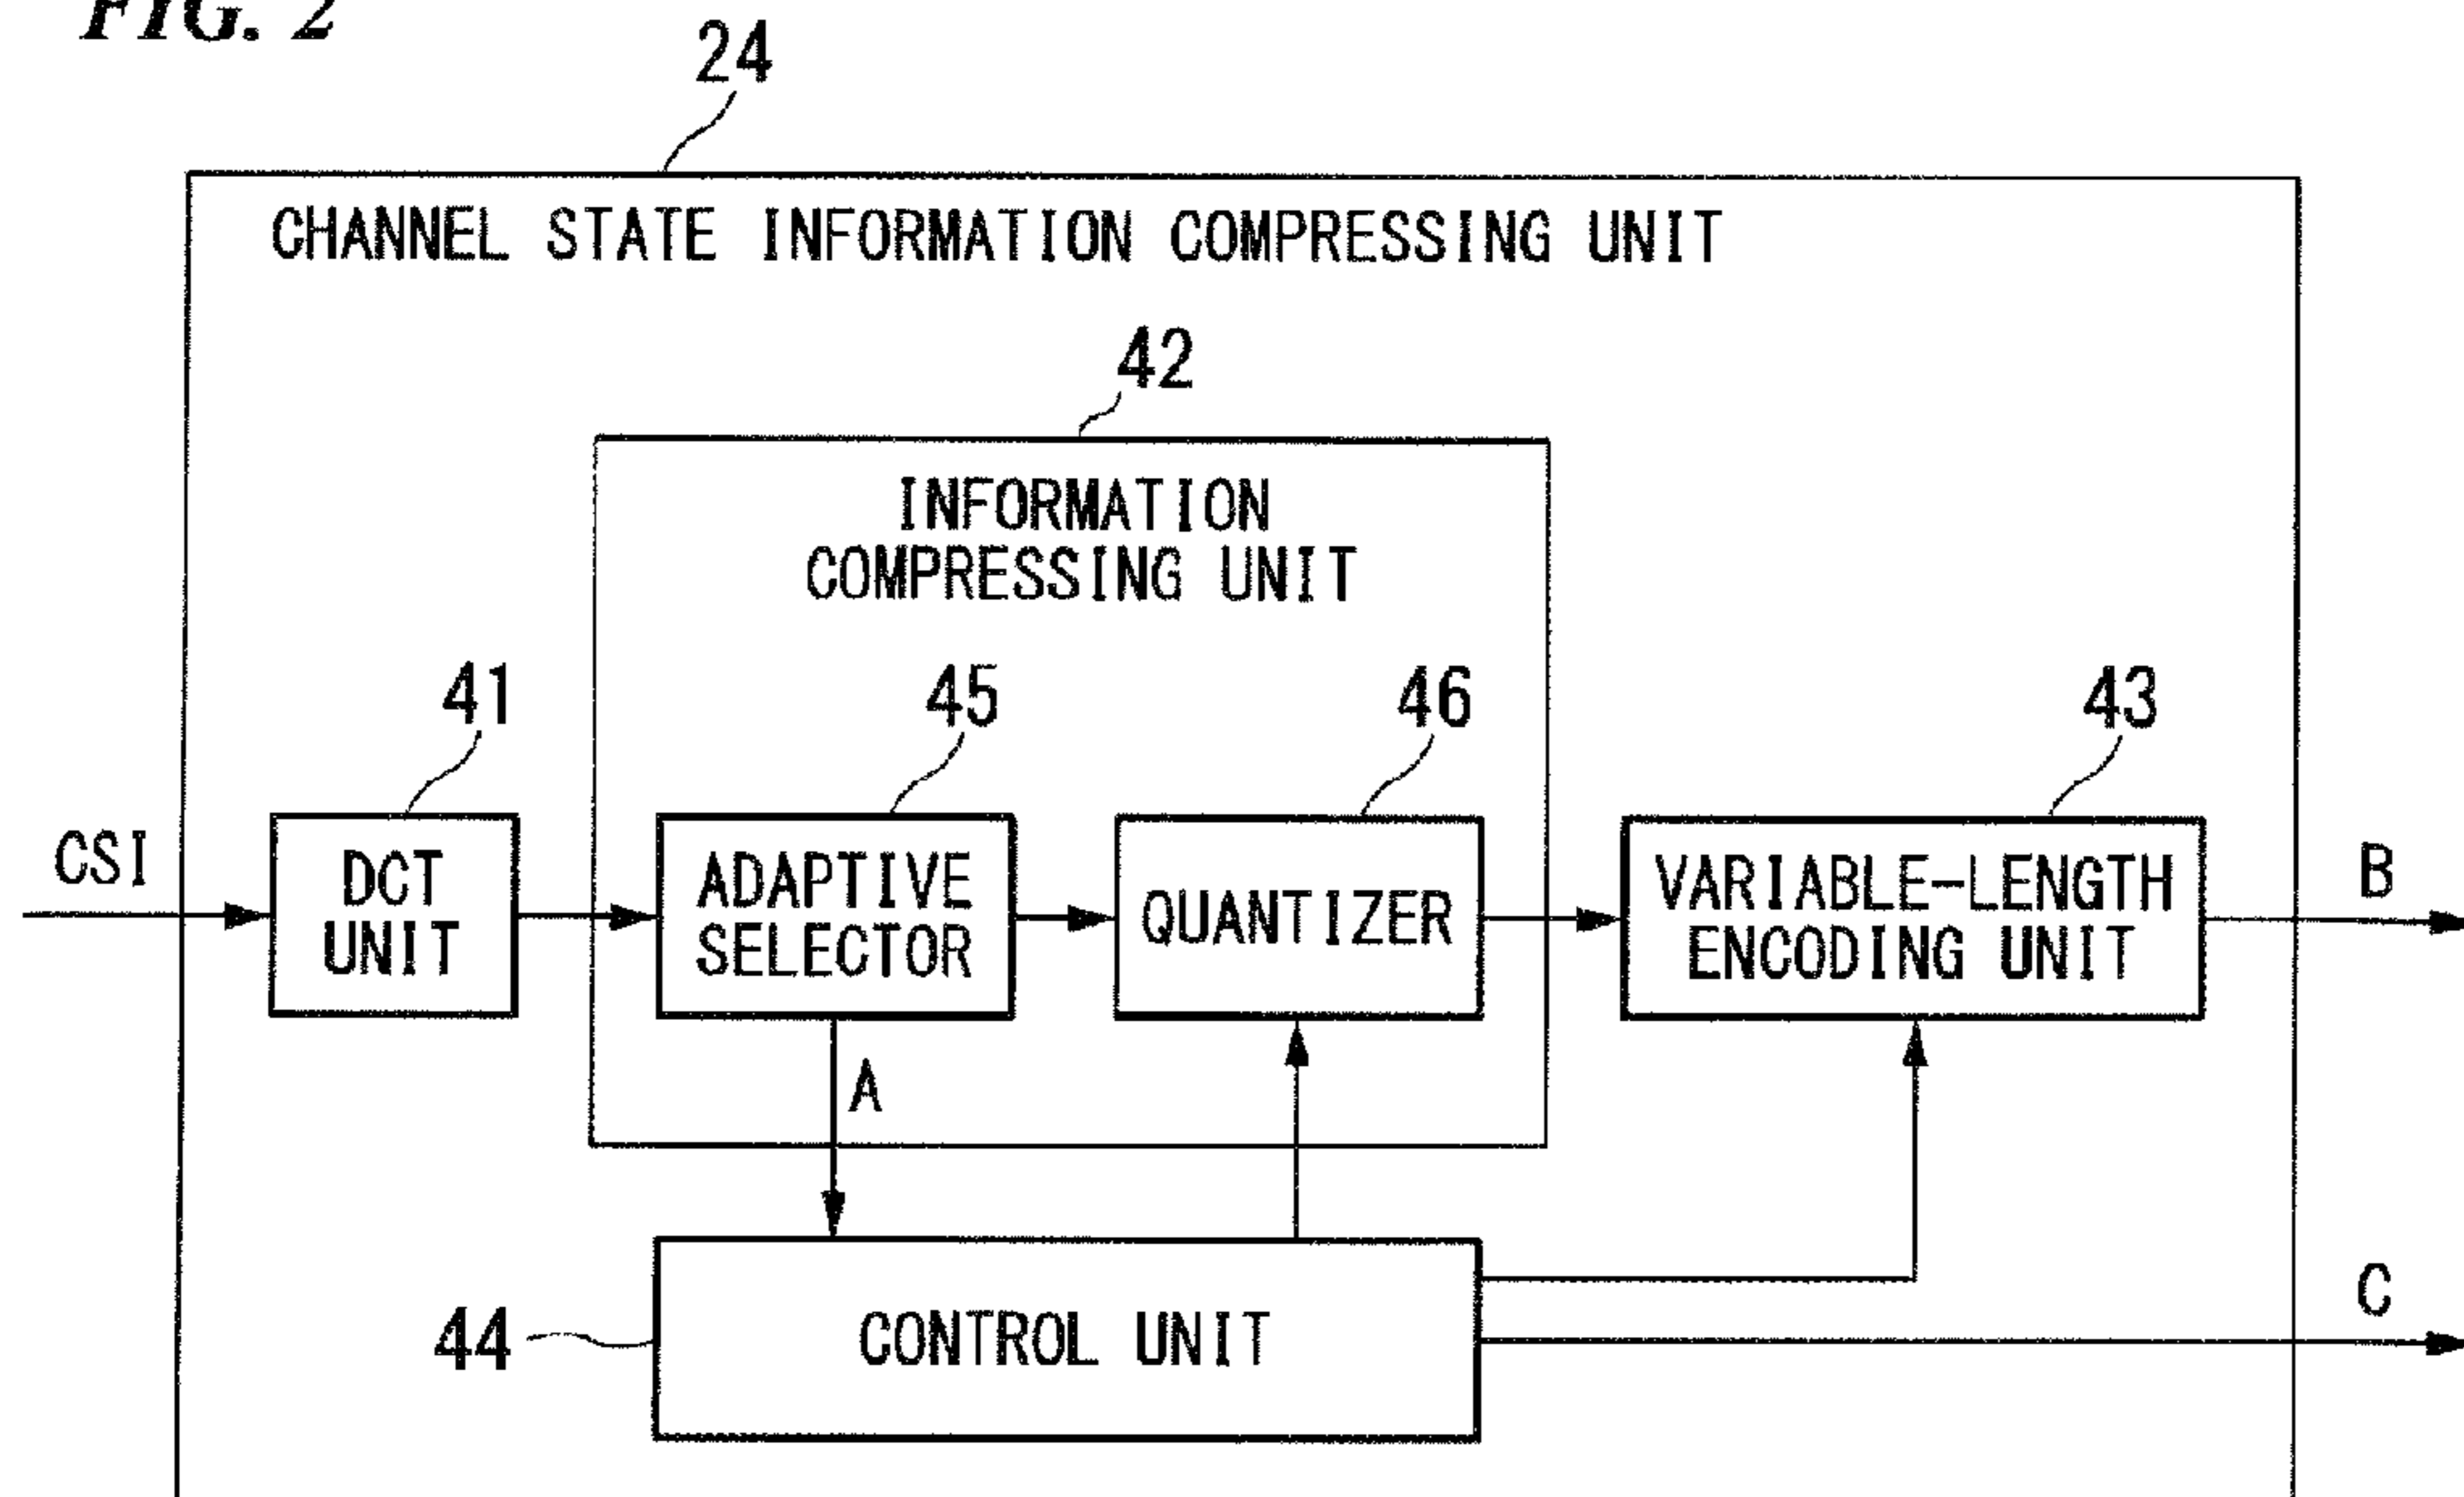 FIG. 2
24
CHANNEL STATE INFORMATION COMPRESSING UNIT
42
INFORMATION
COMPRESSING UNIT
41
45
46
43
CSI
DCT
UNIT
ADAPTIVE
SELECTOR
QUANTIZER
VARIABLE-LENGTH
ENCODING UNIT
B
A
44
CONTROL UNIT
C